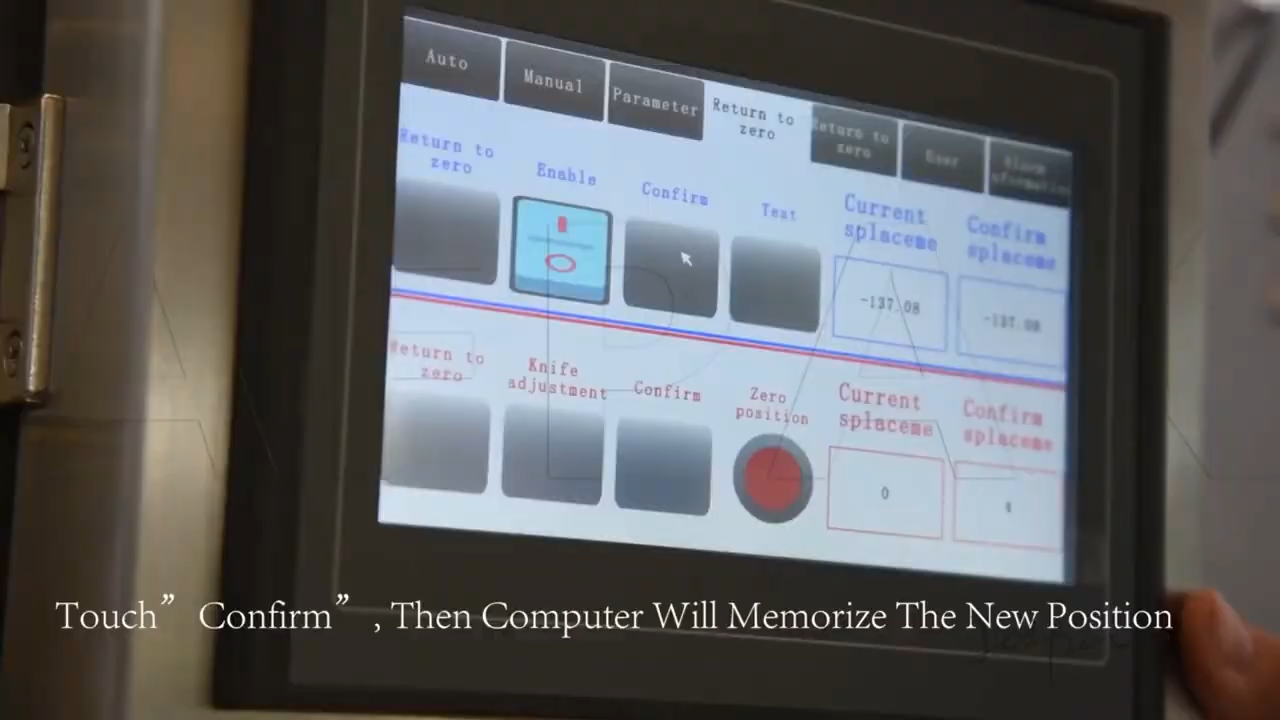 Auto
Manual
Parameter
Return to
zero
Return to
zero
User
Alarm
Return to
zero
Enable
Confirm
Test
Current
splaceme
Confirm
splaceme
-137.08
-137.08
Return to
zero
Knife
adjustment
Confirm
Zero
position
Current
splaceme
Confirm
splaceme
0
Touch” Confirm” , Then Computer Will Memorize The New Position